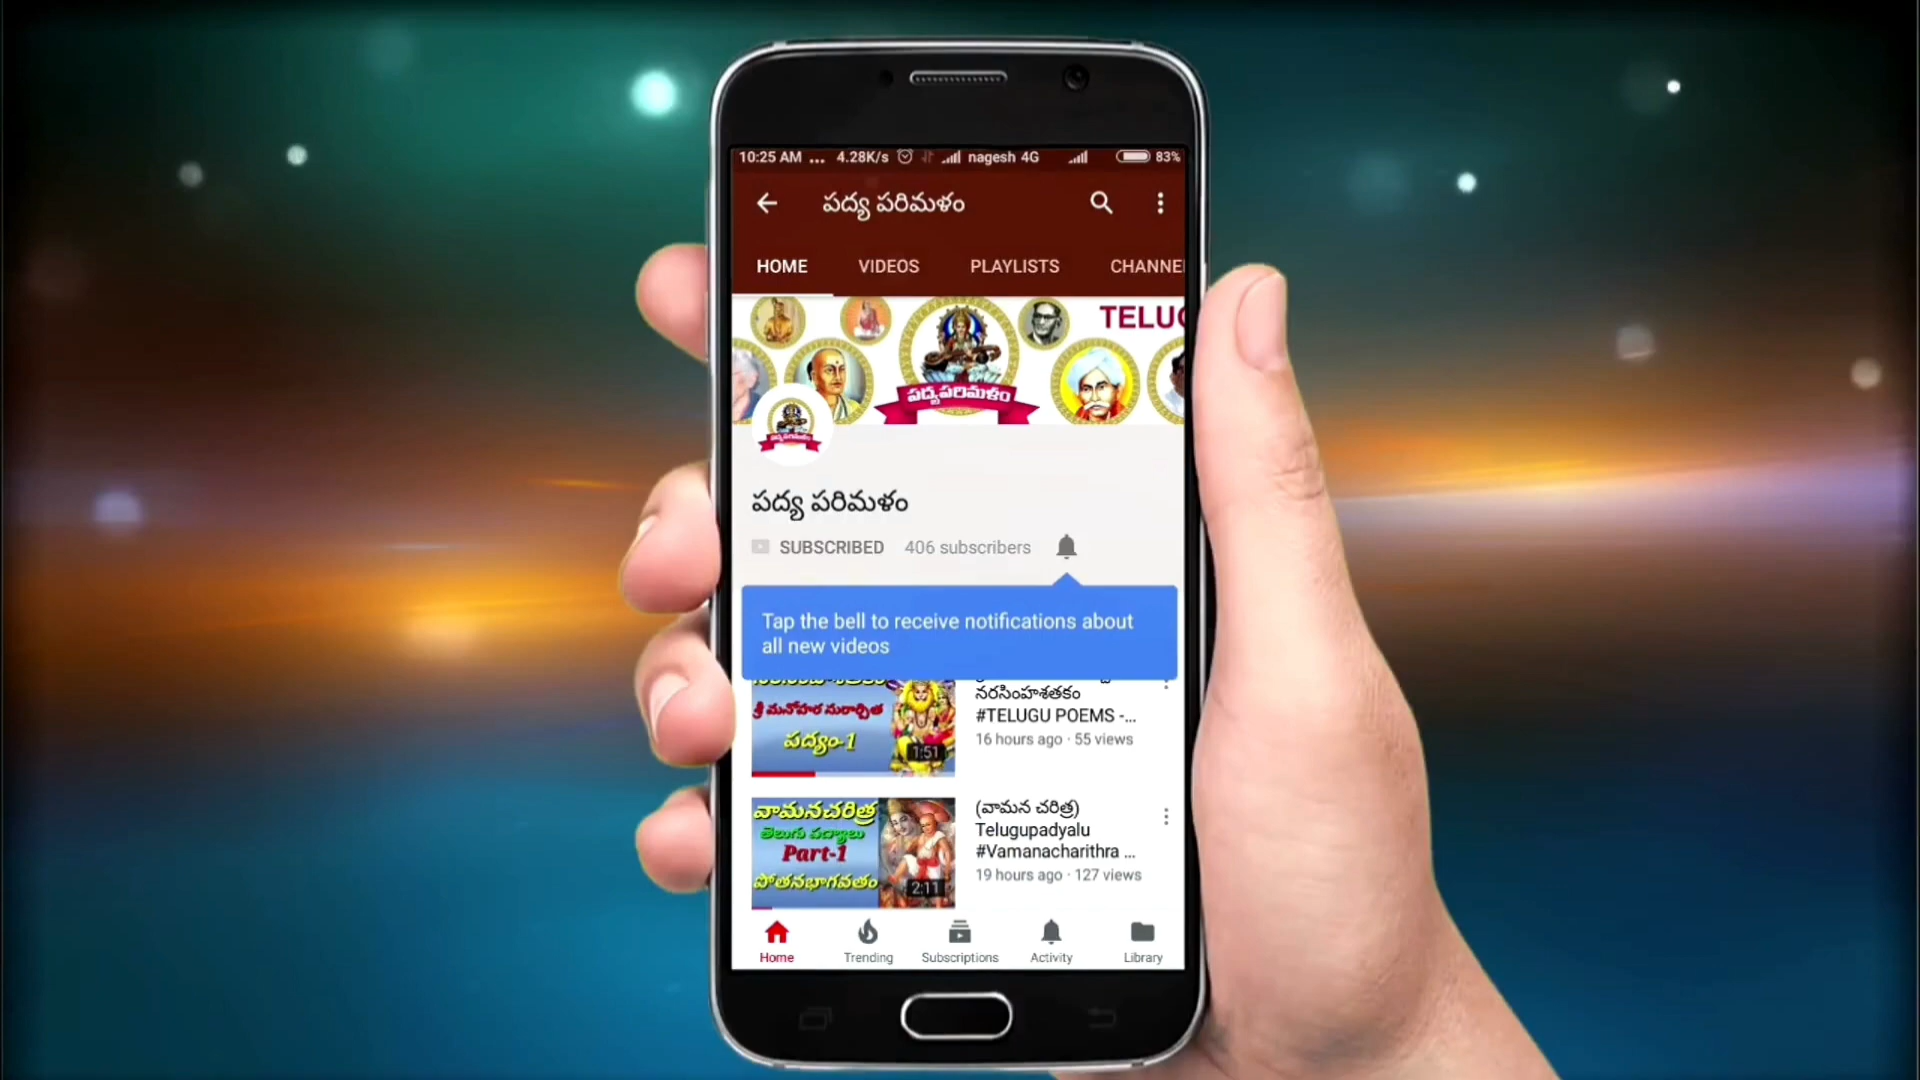 10:25 AM ... 4.28K/s nagesh 4G 83%
పద్య పరిమళం
HOME VIDEOS PLAYLISTS CHANNE
TELUG
పద్యపరిమళం
పద్య పరిమళం
SUBSCRIBED 406 subscribers
Tap the bell to receive notifications about
all new videos
నరసింహశతకం
శ్రీ మనోహర సురార్చిత
#TELUGU POEMS -...
పద్యం-1
16 hours ago · 55 views
1:51
వామనచరిత్ర
తెలుగు పద్యాలు
Part-1
పోతనభాగవతం
2:11
(వామన చరిత్ర)
Telugupadyalu
#Vamanacharithra ...
19 hours ago · 127 views
Home Trending Subscriptions Activity Library